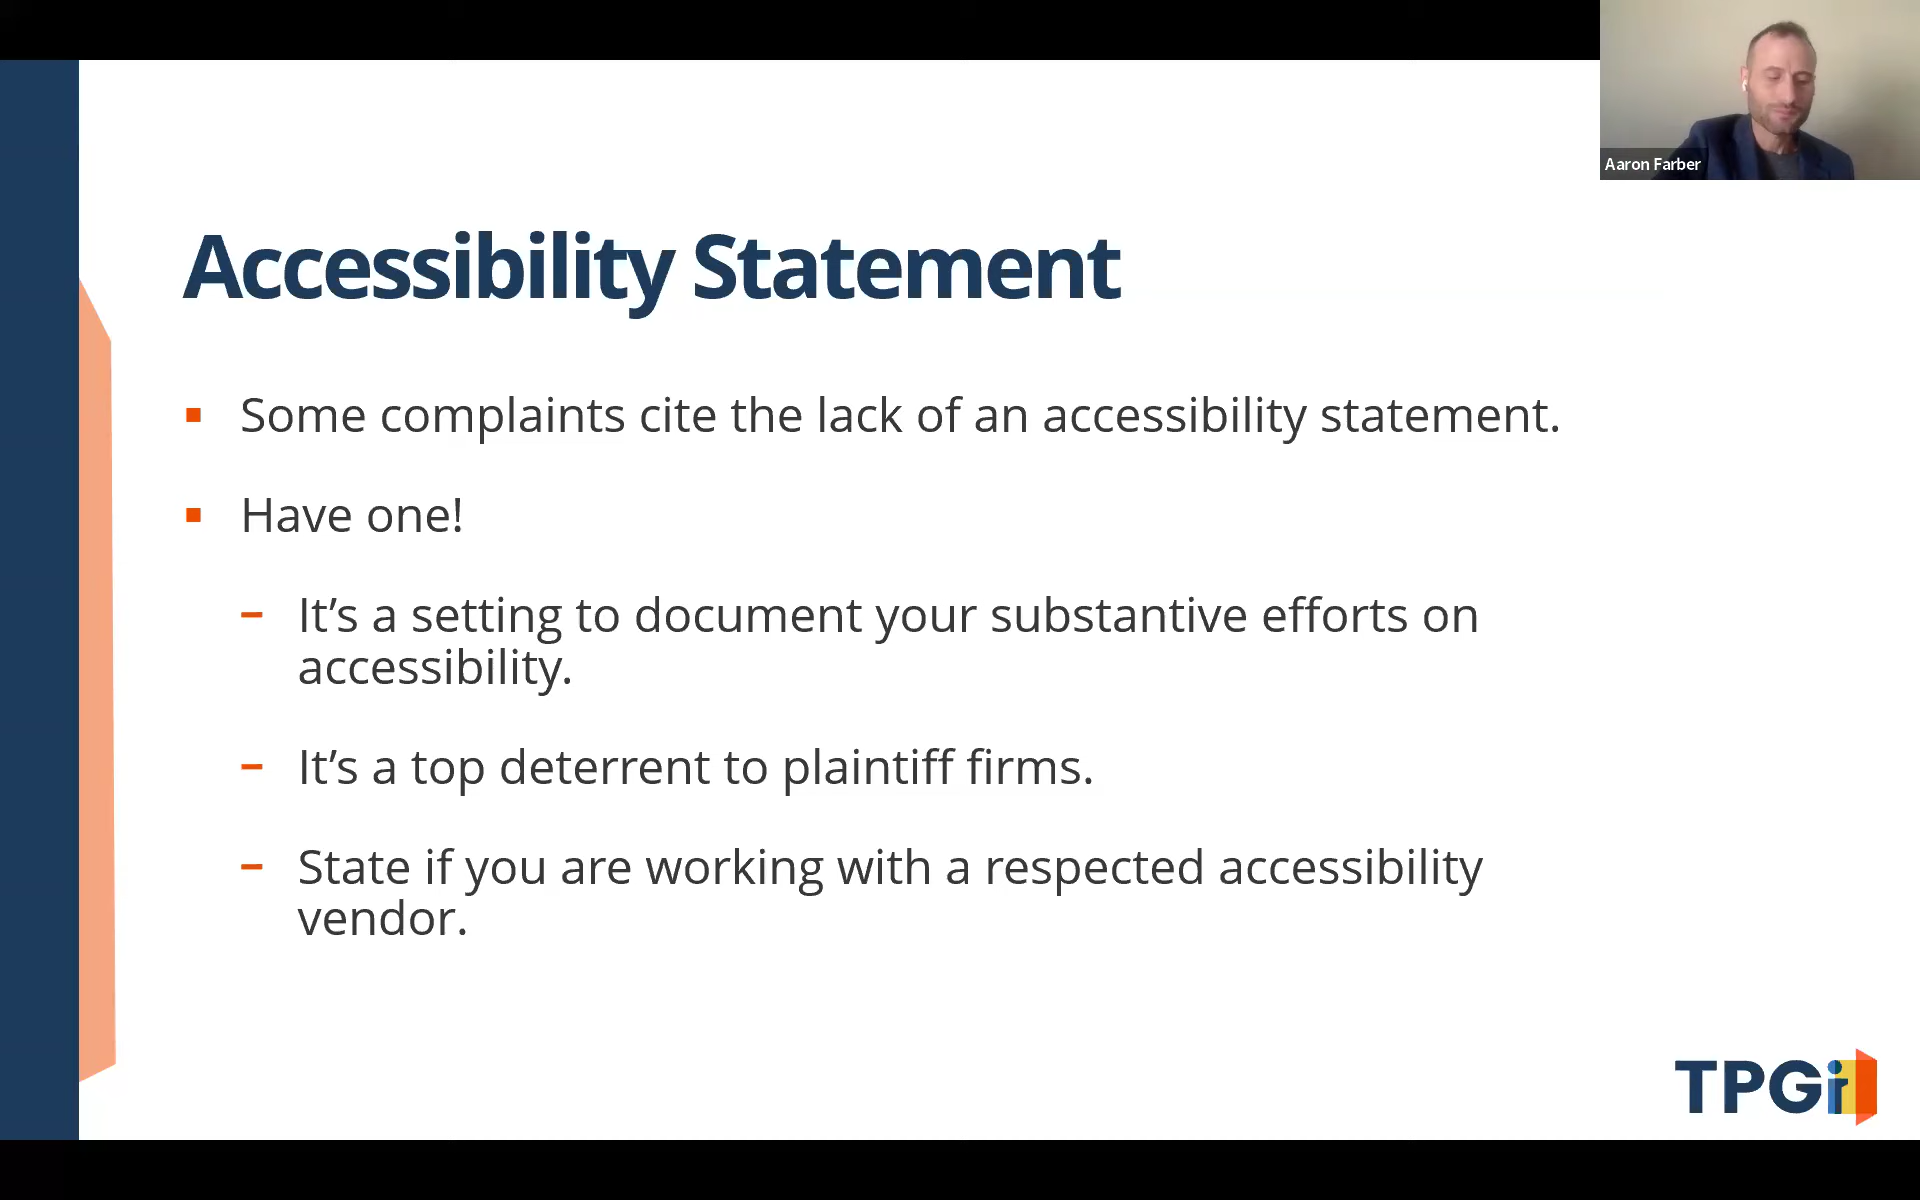 Aaron Farber
Accessibility Statement
▪ Some complaints cite the lack of an accessibility statement.
▪ Have one!
– It’s a setting to document your substantive efforts on
accessibility.
– It’s a top deterrent to plaintiff firms.
– State if you are working with a respected accessibility
vendor.
TPGi